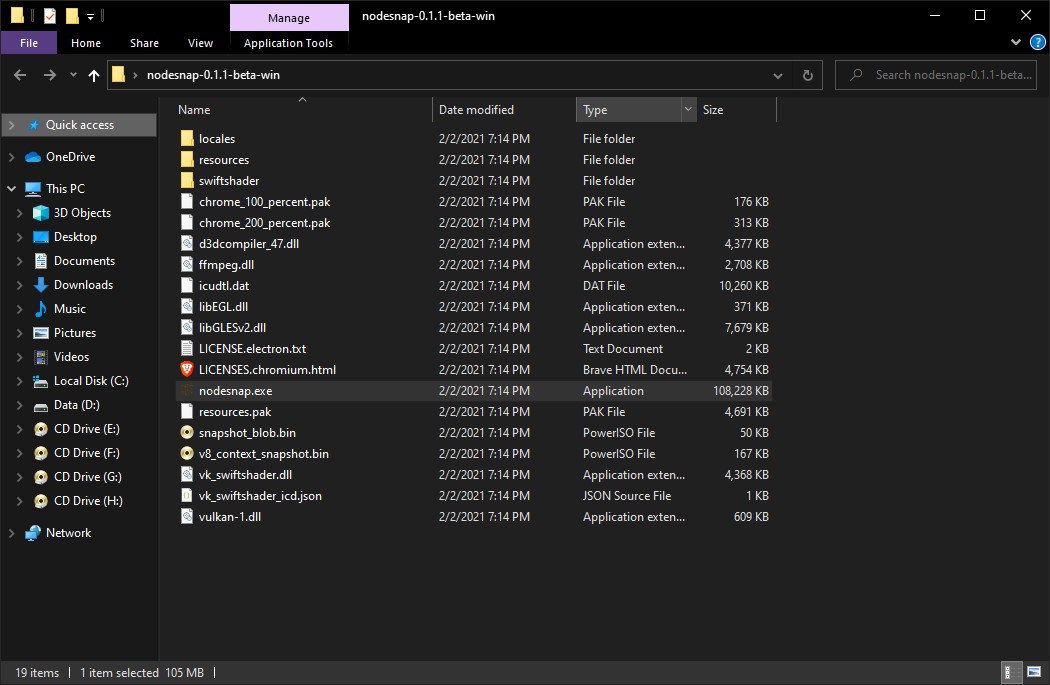 Manage
nodesnap-0.1.1-beta-win
File Home Share View Application Tools
nodesnap-0.1.1-beta-win
Search nodesnap-0.1.1-beta...
Quick access
OneDrive
This PC
3D Objects
Desktop
Documents
Downloads
Music
Pictures
Videos
Local Disk (C:)
Data (D:)
CD Drive (E:)
CD Drive (F:)
CD Drive (G:)
CD Drive (H:)
Network
Name Date modified Type Size
locales 2/2/2021 7:14 PM File folder
resources 2/2/2021 7:14 PM File folder
swiftshader 2/2/2021 7:14 PM File folder
chrome_100_percent.pak 2/2/2021 7:14 PM PAK File 176 KB
chrome_200_percent.pak 2/2/2021 7:14 PM PAK File 313 KB
d3dcompiler_47.dll 2/2/2021 7:14 PM Application exten... 4,377 KB
ffmpeg.dll 2/2/2021 7:14 PM Application exten... 2,708 KB
icudtl.dat 2/2/2021 7:14 PM DAT File 10,260 KB
libEGL.dll 2/2/2021 7:14 PM Application exten... 371 KB
libGLESv2.dll 2/2/2021 7:14 PM Application exten... 7,679 KB
LICENSE.electron.txt 2/2/2021 7:14 PM Text Document 2 KB
LICENSES.chromium.html 2/2/2021 7:14 PM Brave HTML Docu... 4,754 KB
nodesnap.exe 2/2/2021 7:14 PM Application 108,228 KB
resources.pak 2/2/2021 7:14 PM PAK File 4,691 KB
snapshot_blob.bin 2/2/2021 7:14 PM PowerISO File 50 KB
v8_context_snapshot.bin 2/2/2021 7:14 PM PowerISO File 167 KB
vk_swiftshader.dll 2/2/2021 7:14 PM Application exten... 4,368 KB
vk_swiftshader_icd.json 2/2/2021 7:14 PM JSON Source File 1 KB
vulkan-1.dll 2/2/2021 7:14 PM Application exten... 609 KB
19 items 1 item selected 105 MB